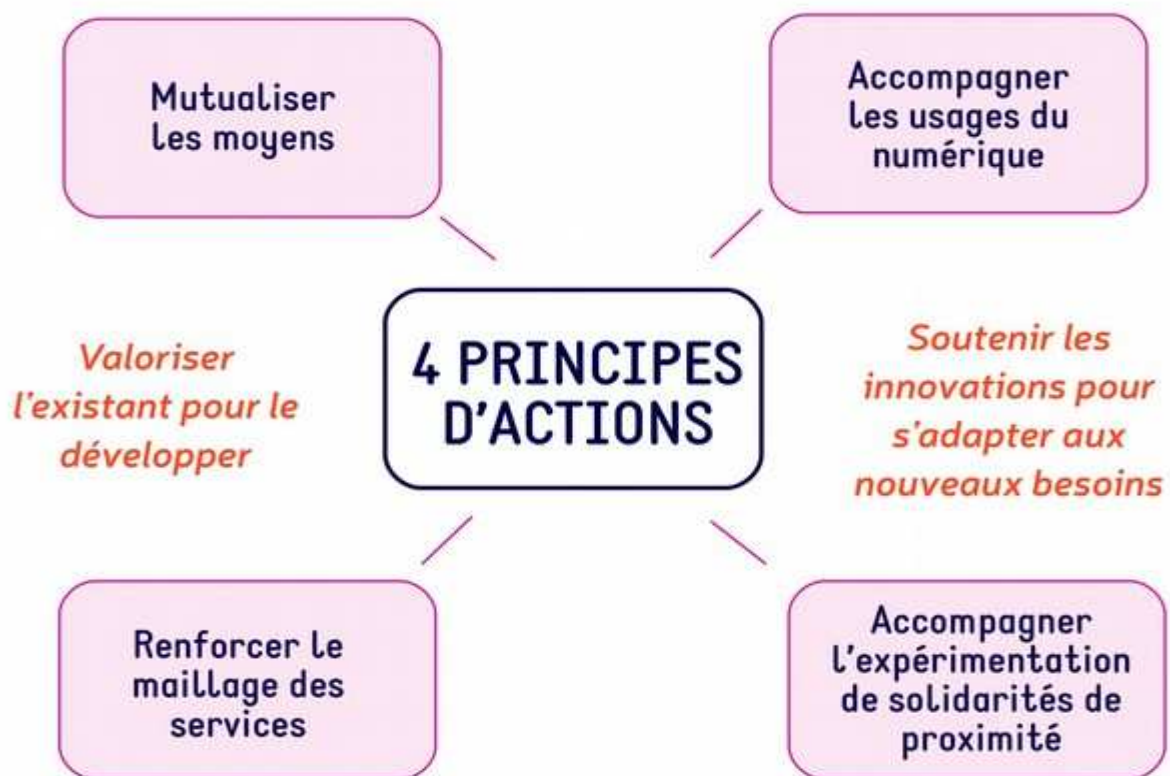 Mutualiser
les moyens
Accompagner
les usages du
numérique
Valoriser
l'existant pour le
développer
4 PRINCIPES
D'ACTIONS
Soutenir les
innovations pour
s'adapter aux
nouveaux besoins
Renforcer le
maillage des
services
Accompagner
l'expérimentation
de solidarités de
proximité